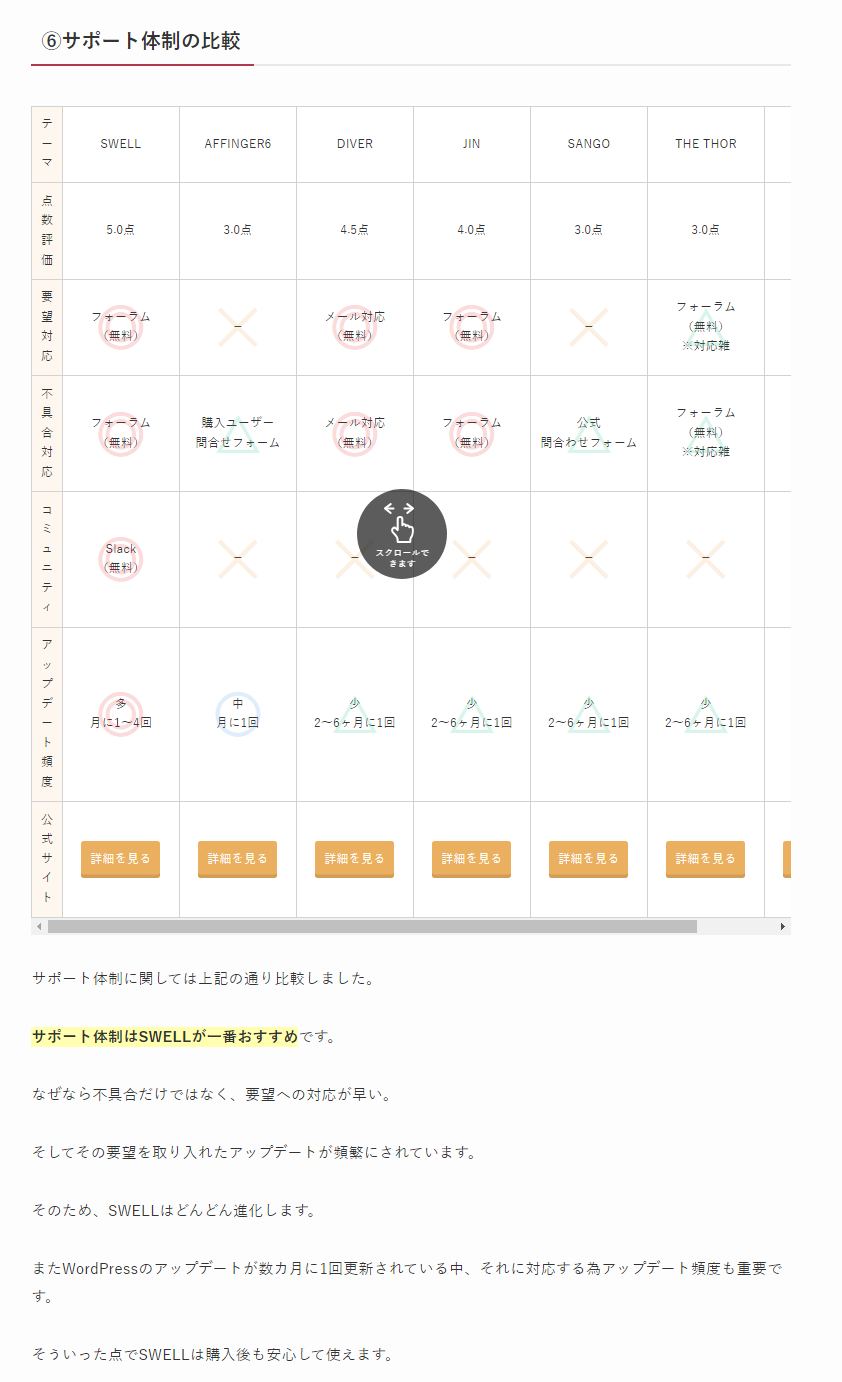 ⑥サポート体制の比較
テーマ SWELL AFFINGER6 DIVER JIN SANGO THE THOR
点数評価 5.0点 3.0点 4.5点 4.0点 3.0点 3.0点
要望対応 フォーラム（無料） – メール対応（無料） フォーラム（無料） – フォーラム（無料）※対応雑
不具合対応 フォーラム（無料） 購入ユーザー問合せフォーム メール対応（無料） フォーラム（無料） 公式問合わせフォーム フォーラム（無料）※対応雑
コミュニティ Slack（無料） – – – – –
スクロールで
きます
アップデート頻度 多月に1〜4回 中月に1回 少2〜6ヶ月に1回 少2〜6ヶ月に1回 少2〜6ヶ月に1回 少2〜6ヶ月に1回
公式サイト 詳細を見る 詳細を見る 詳細を見る 詳細を見る 詳細を見る 詳細を見る
サポート体制に関しては上記の通り比較しました。
サポート体制はSWELLが一番おすすめです。
なぜなら不具合だけではなく、要望への対応が早い。
そしてその要望を取り入れたアップデートが頻繁にされています。
そのため、SWELLはどんどん進化します。
またWordPressのアップデートが数カ月に1回更新されている中、それに対応する為アップデート頻度も重要で
す。
そういった点でSWELLは購入後も安心して使えます。